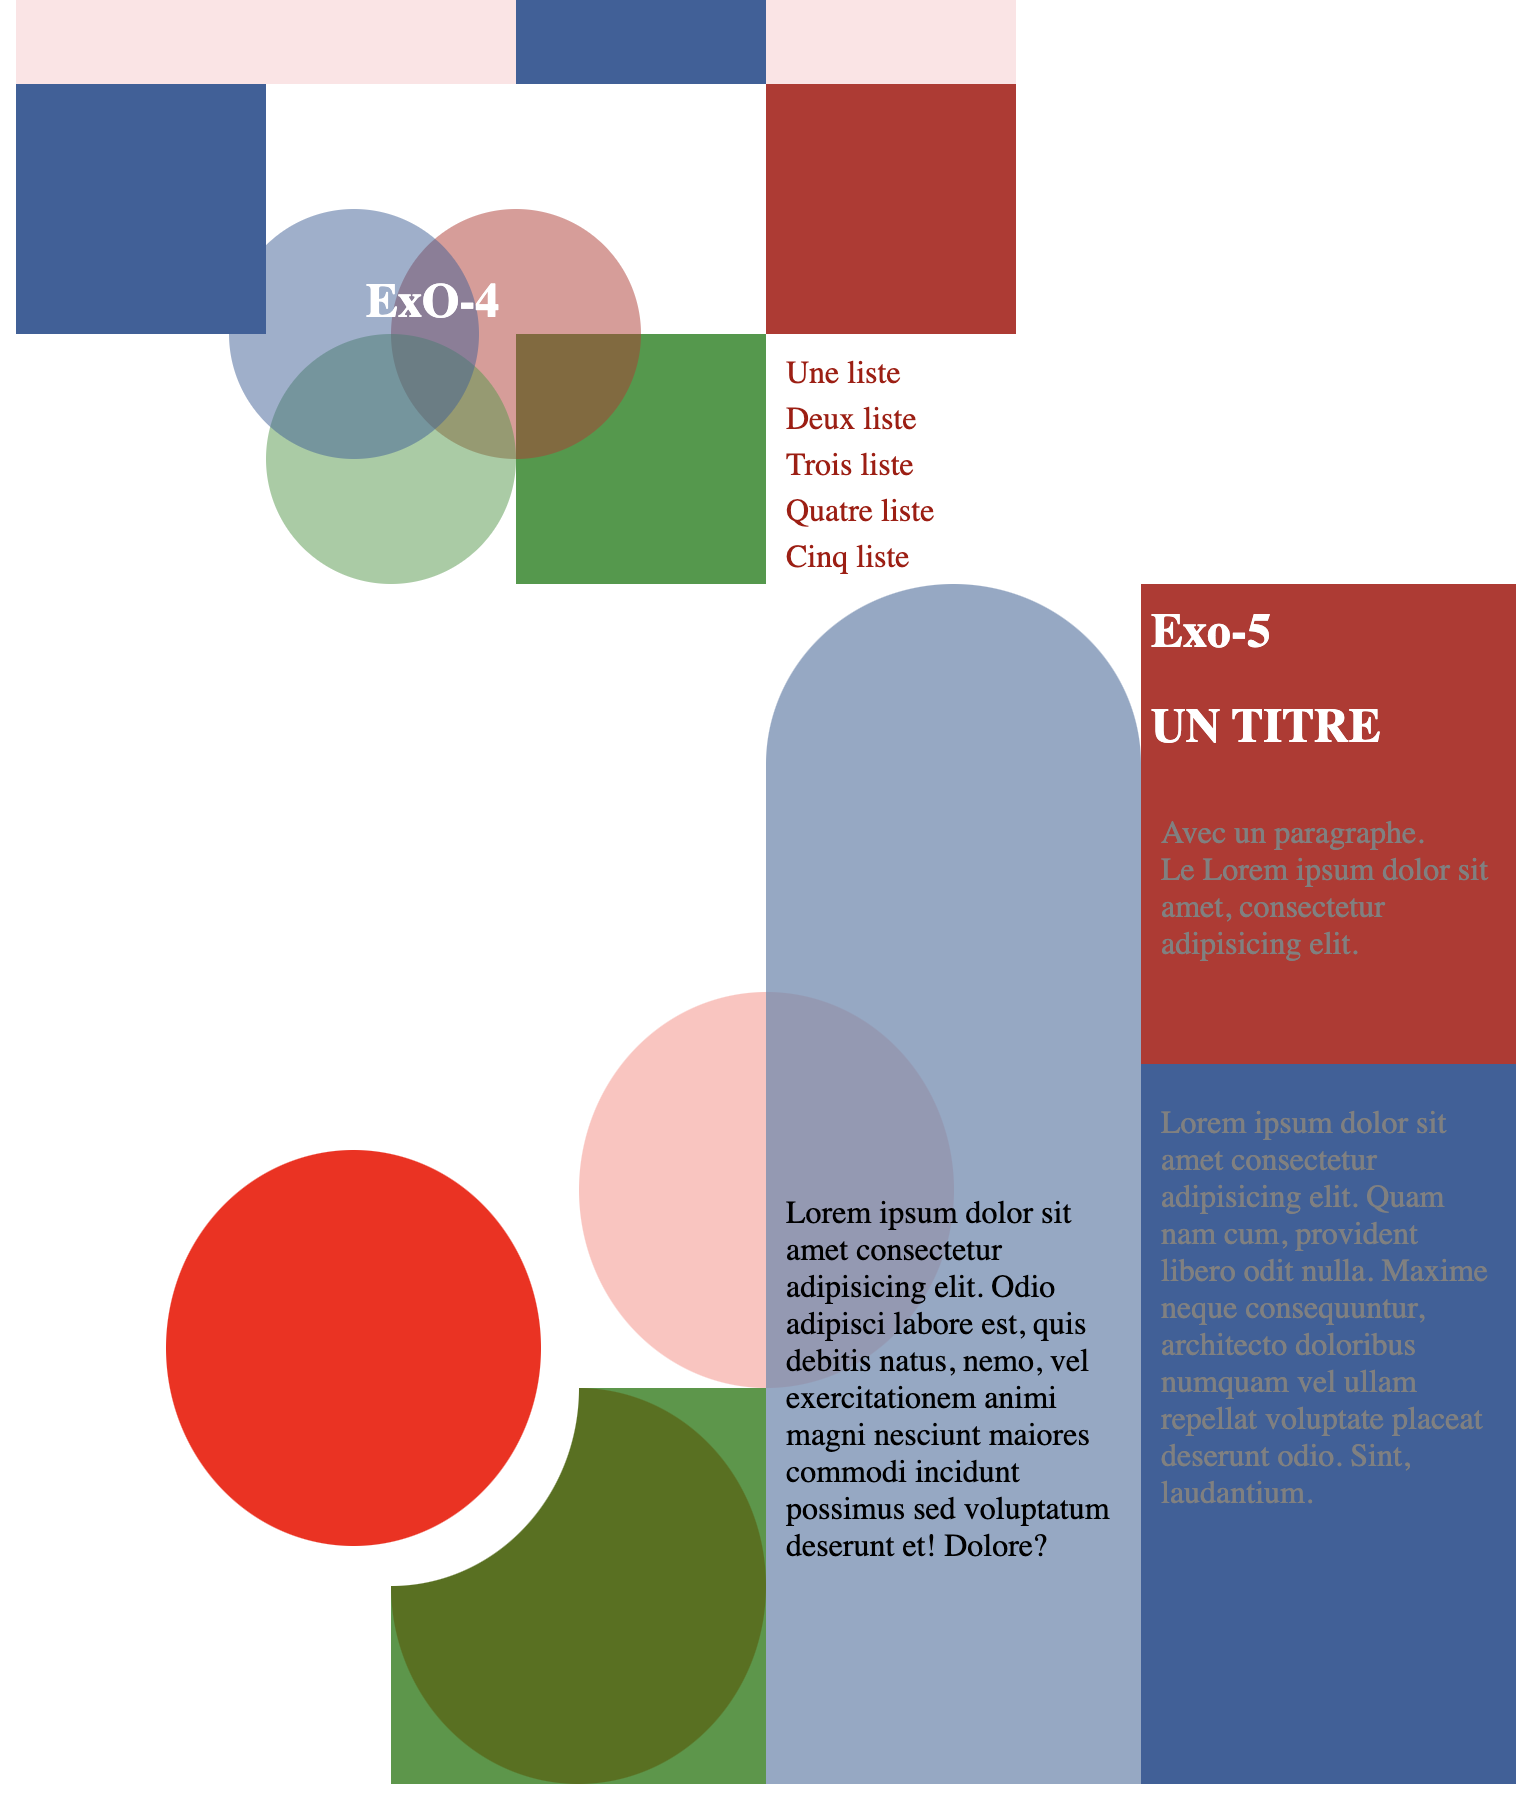 ExO-4
Une liste
Deux liste
Trois liste
Quatre liste
Cinq liste
Exo-5
UN TITRE
Avec un paragraphe.
Le Lorem ipsum dolor sit
amet, consectetur
adipisicing elit.
Lorem ipsum dolor sit
amet consectetur
adipisicing elit. Odio
adipisci labore est, quis
debitis natus, nemo, vel
exercitationem animi
magni nesciunt maiores
commodi incidunt
possimus sed voluptatum
deserunt et! Dolore?
Lorem ipsum dolor sit
amet consectetur
adipisicing elit. Quam
nam cum, provident
libero odit nulla. Maxime
neque consequuntur,
architecto doloribus
numquam vel ullam
repellat voluptate placeat
deserunt odio. Sint,
laudantium.